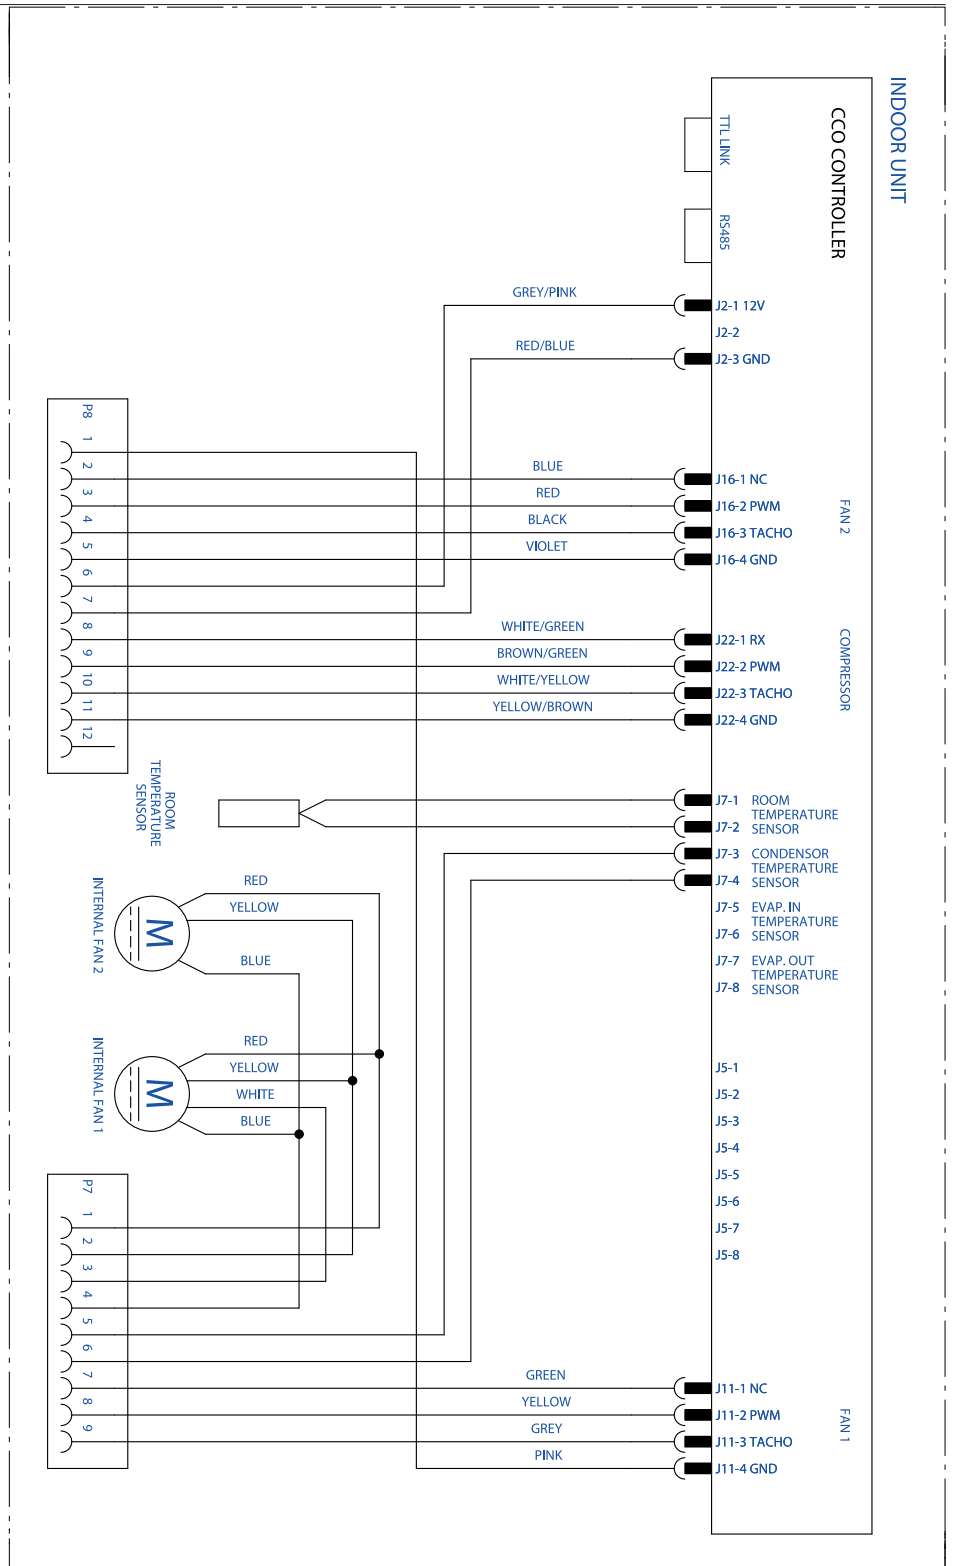 INDOOR UNIT
CCO CONTROLLER
TTL LINK
RS485
GREY/PINK
J2-1 12V
J2-2
RED/BLUE
J2-3 GND
P8
1
2
3
4
5
6
7
8
9
10
11
12
BLUE
J16-1 NC
RED
J16-2 PWM
BLACK
J16-3 TACHO
VIOLET
J16-4 GND
FAN 2
WHITE/GREEN
J22-1 RX
BROWN/GREEN
J22-2 PWM
WHITE/YELLOW
J22-3 TACHO
YELLOW/BROWN
J22-4 GND
COMPRESSOR
ROOM
TEMPERATURE
SENSOR
J7-1
J7-2
ROOM
TEMPERATURE
SENSOR
J7-3
J7-4
CONDENSOR
TEMPERATURE
SENSOR
J7-5
J7-6
EVAP. IN
TEMPERATURE
SENSOR
J7-7
J7-8
EVAP. OUT
TEMPERATURE
SENSOR
INTERNAL FAN 2
M
RED
YELLOW
BLUE
INTERNAL FAN 1
M
RED
YELLOW
WHITE
BLUE
J5-1
J5-2
J5-3
J5-4
J5-5
J5-6
J5-7
J5-8
P7
1
2
3
4
5
6
7
8
9
GREEN
J11-1 NC
YELLOW
J11-2 PWM
GREY
J11-3 TACHO
PINK
J11-4 GND
FAN 1